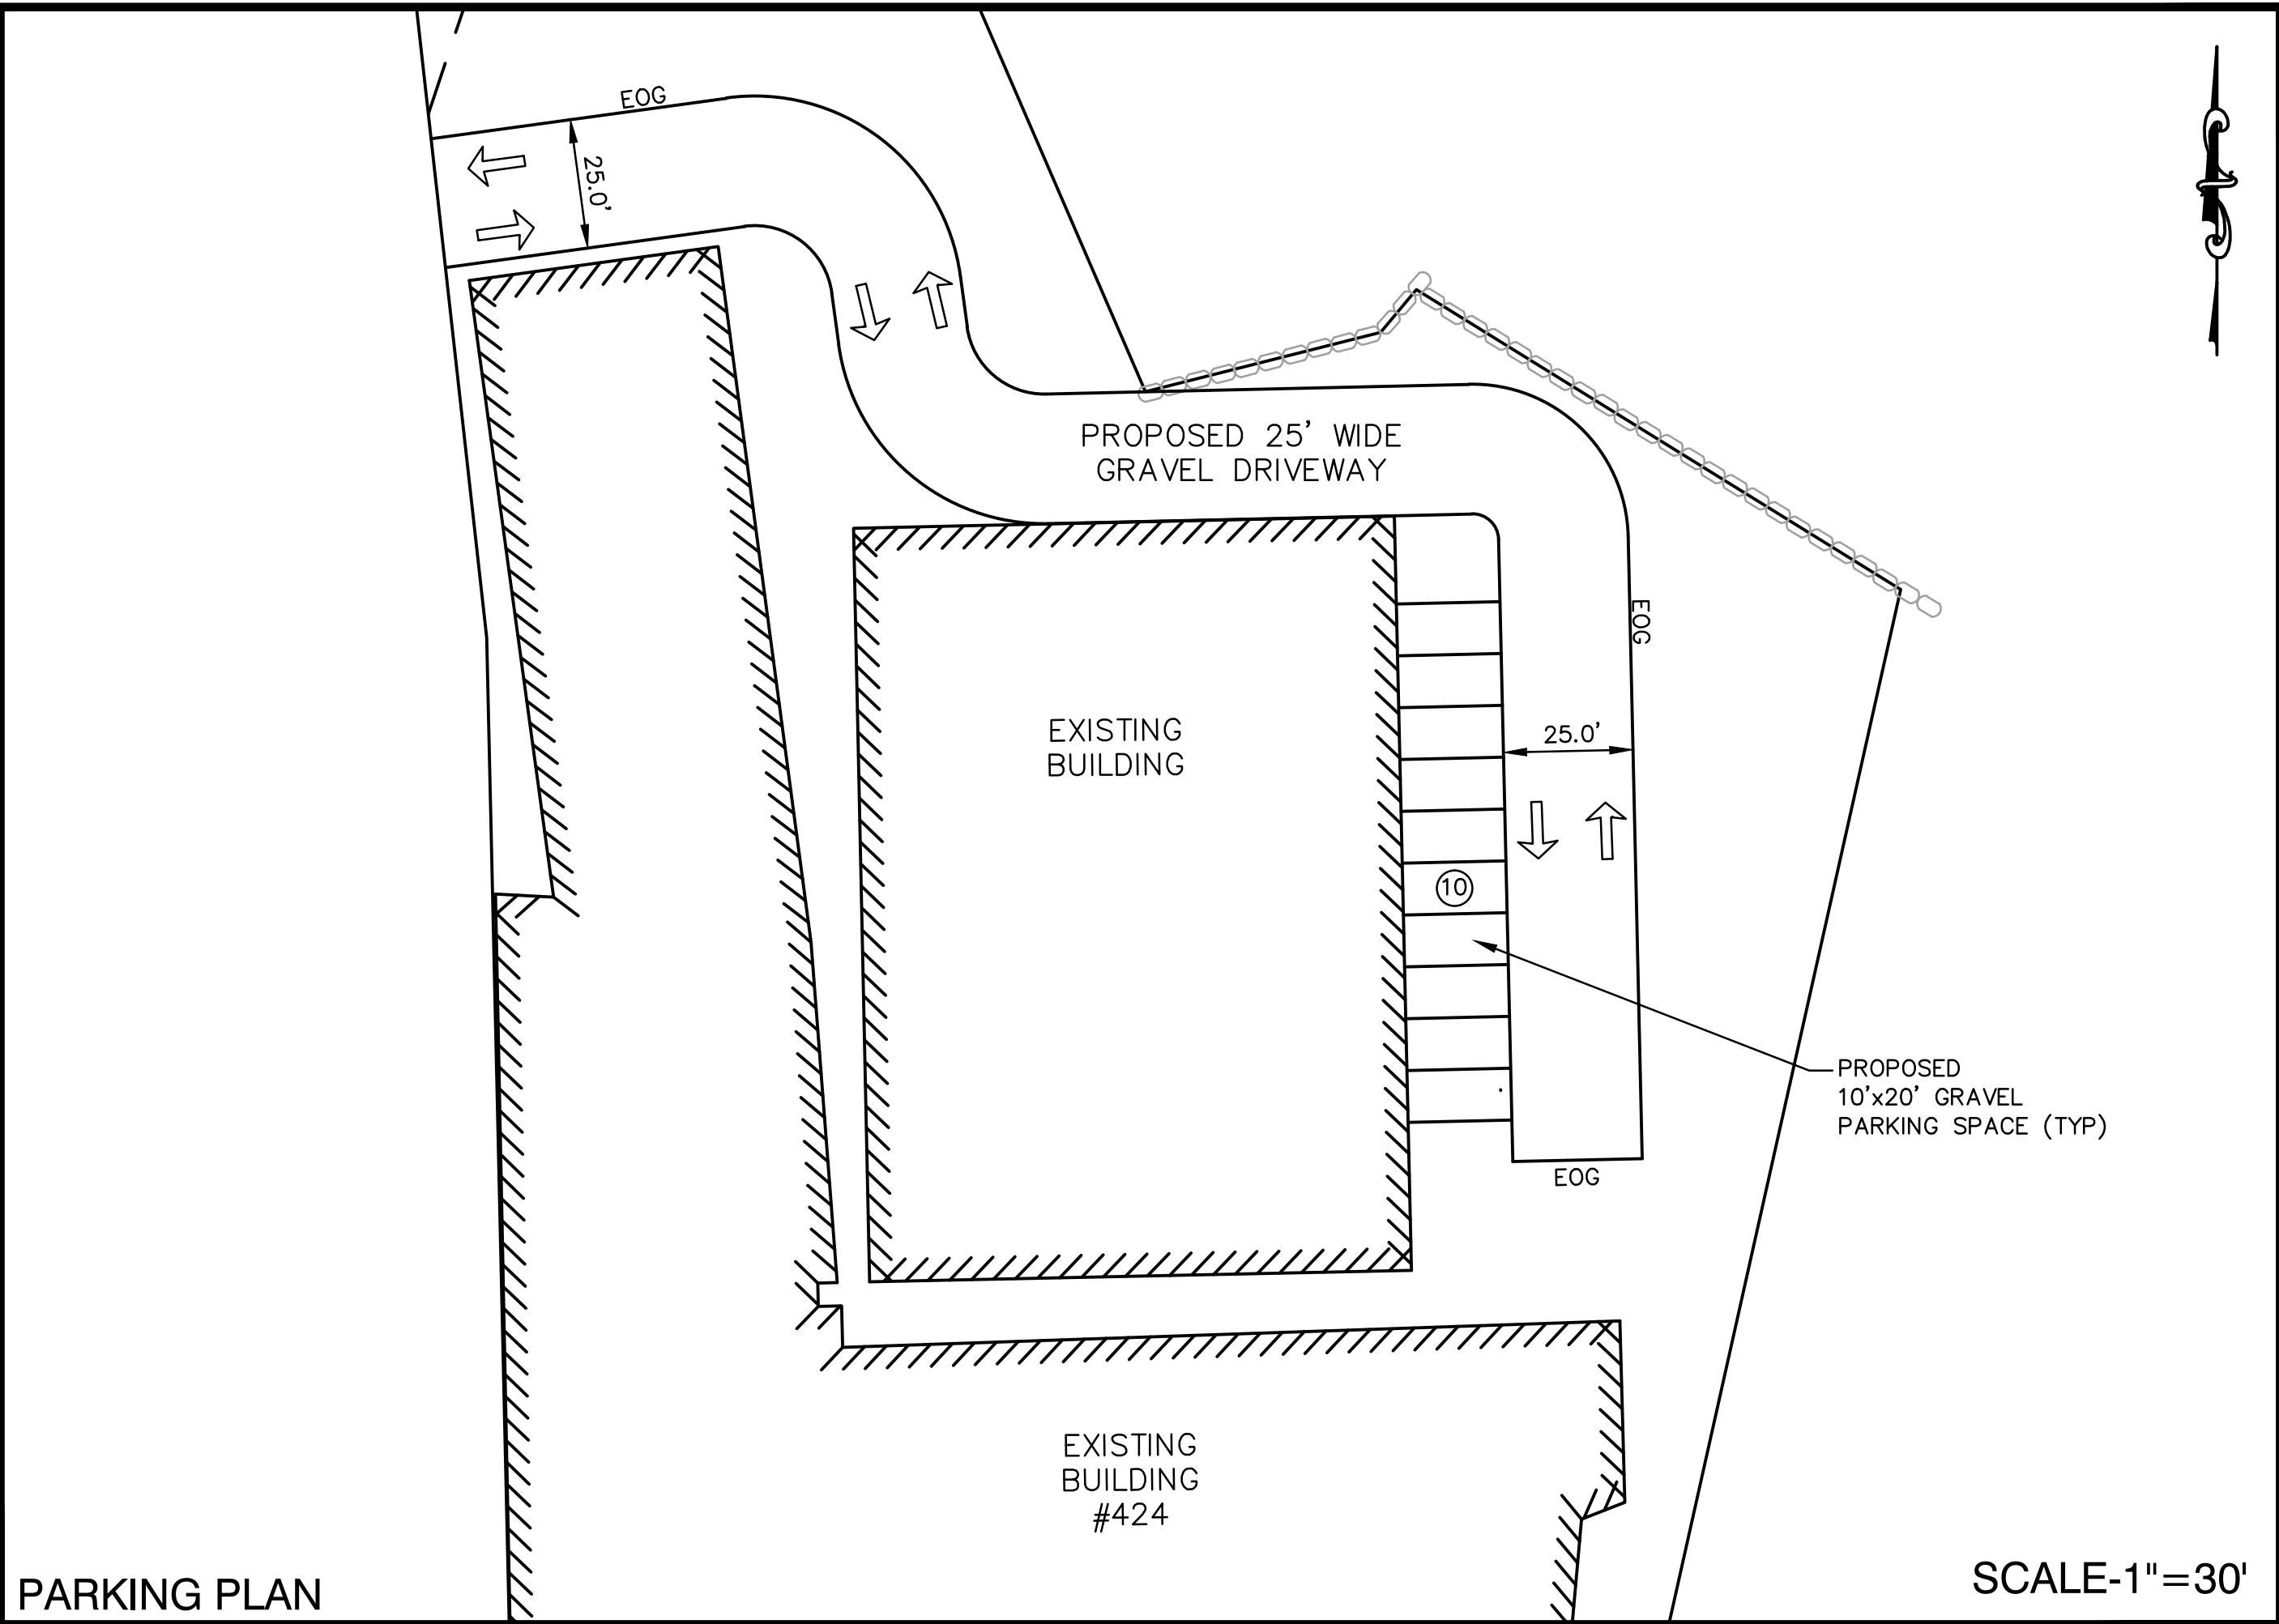 EOG
25.0'
PROPOSED 25' WIDE
GRAVEL DRIVEWAY
EOG
EXISTING
BUILDING
25.0'
10
PROPOSED
10'x20' GRAVEL
PARKING SPACE (TYP)
EOG
EXISTING
BUILDING
#424
PARKING PLAN
SCALE-1"=30'